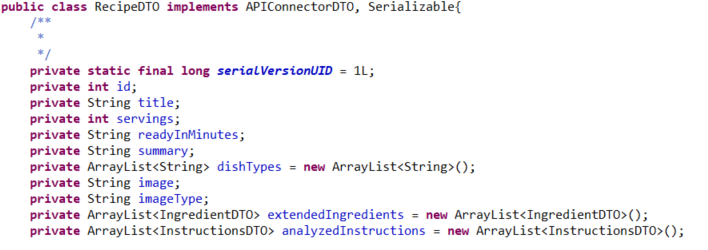 public class RecipeDTO implements APIConnectorDTO, Serializable{
/**
*
*/
private static final long serialVersionUID = 1L;
private int id;
private String title;
private int servings;
private String readyInMinutes;
private String summary;
private ArrayList<String> dishTypes = new ArrayList<String>();
private String image;
private String imageType;
private ArrayList<IngredientDTO> extendedIngredients = new ArrayList<IngredientDTO>();
private ArrayList<InstructionsDTO> analyzedInstructions = new ArrayList<InstructionsDTO>();